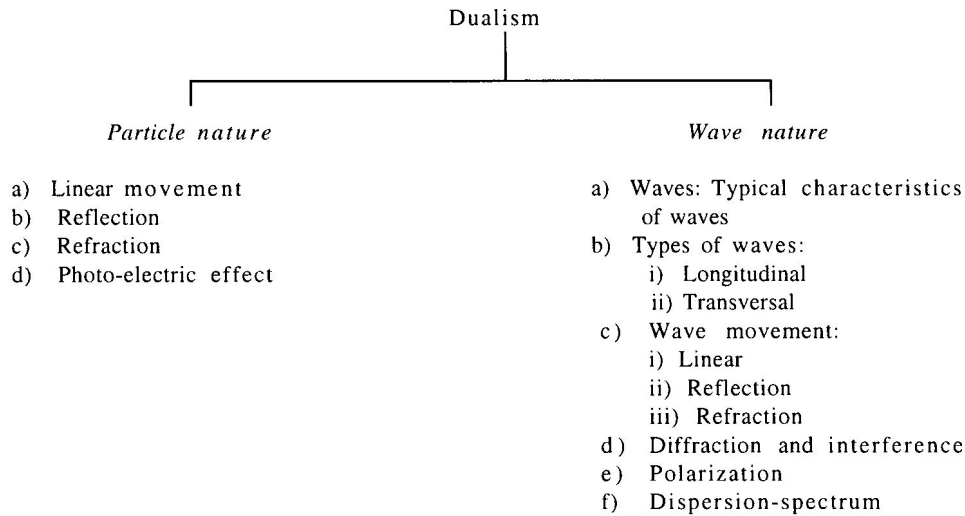 Dualism
Particle nature
a) Linear movement
b) Reflection
c) Refraction
d) Photo-electric effect
Wave nature
a) Waves: Typical characteristics
of waves
b) Types of waves:
i) Longitudinal
ii) Transversal
c) Wave movement:
i) Linear
ii) Reflection
iii) Refraction
d) Diffraction and interference
e) Polarization
f) Dispersion-spectrum